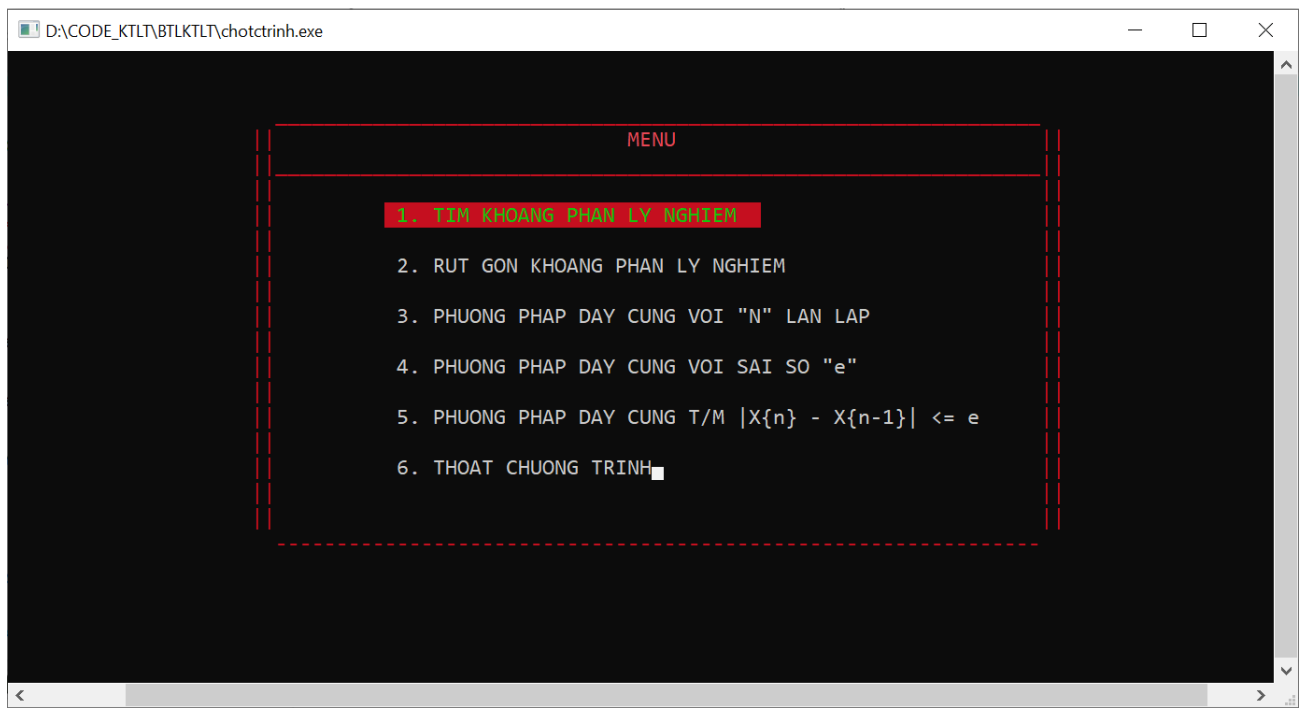 D:\CODE_KTLT\BTLKTLT\chotctrinh.exe
MENU
1. TIM KHOANG PHAN LY NGHIEM
2. RUT GON KHOANG PHAN LY NGHIEM
3. PHUONG PHAP DAY CUNG VOI "N" LAN LAP
4. PHUONG PHAP DAY CUNG VOI SAI SO "e"
5. PHUONG PHAP DAY CUNG T/M |X{n} - X{n-1}| <= e
6. THOAT CHUONG TRINH